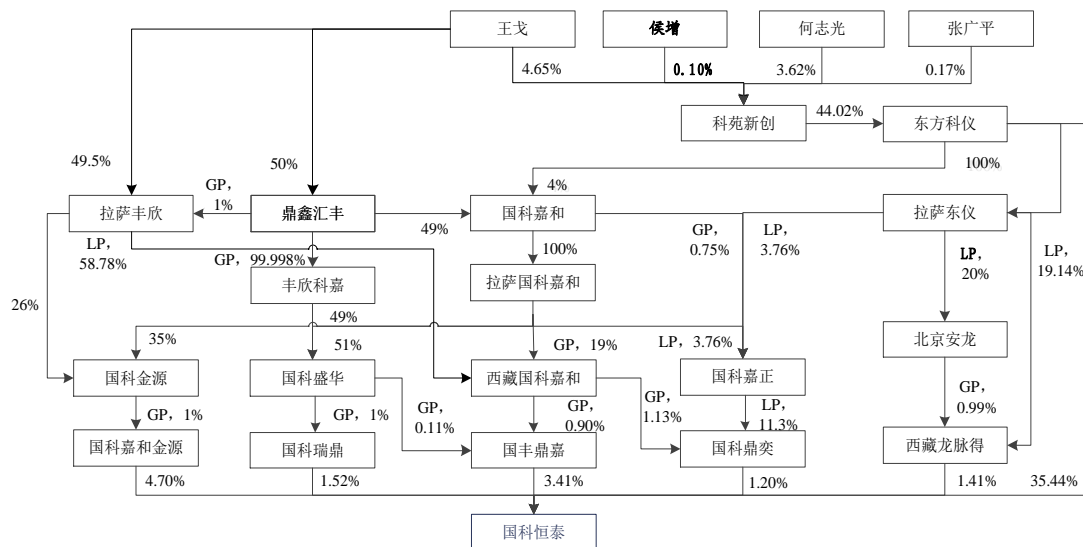 王戈
侯增
何志光
张广平
4.65%
0.10%
3.62%
0.17%
科苑新创
44.02%
东方科仪
49.5%
50%
4%
100%
拉萨丰欣
GP,
1%
鼎鑫汇丰
49%
国科嘉和
GP,
0.75%
LP,
3.76%
拉萨东仪
LP,
58.78%
GP,
99.998%
100%
LP,
20%
LP,
19.14%
26%
丰欣科嘉
拉萨国科嘉和
49%
35%
51%
GP, 19%
LP, 3.76%
北京安龙
国科金源
国科盛华
西藏国科嘉和
国科嘉正
GP, 1%
GP, 1%
GP,
0.11%
GP,
0.90%
GP,
1.13%
LP,
11.3%
GP,
0.99%
国科嘉和金源
国科瑞鼎
国丰鼎嘉
国科鼎奕
西藏龙脉得
4.70%
1.52%
3.41%
1.20%
1.41%
35.44%
国科恒泰